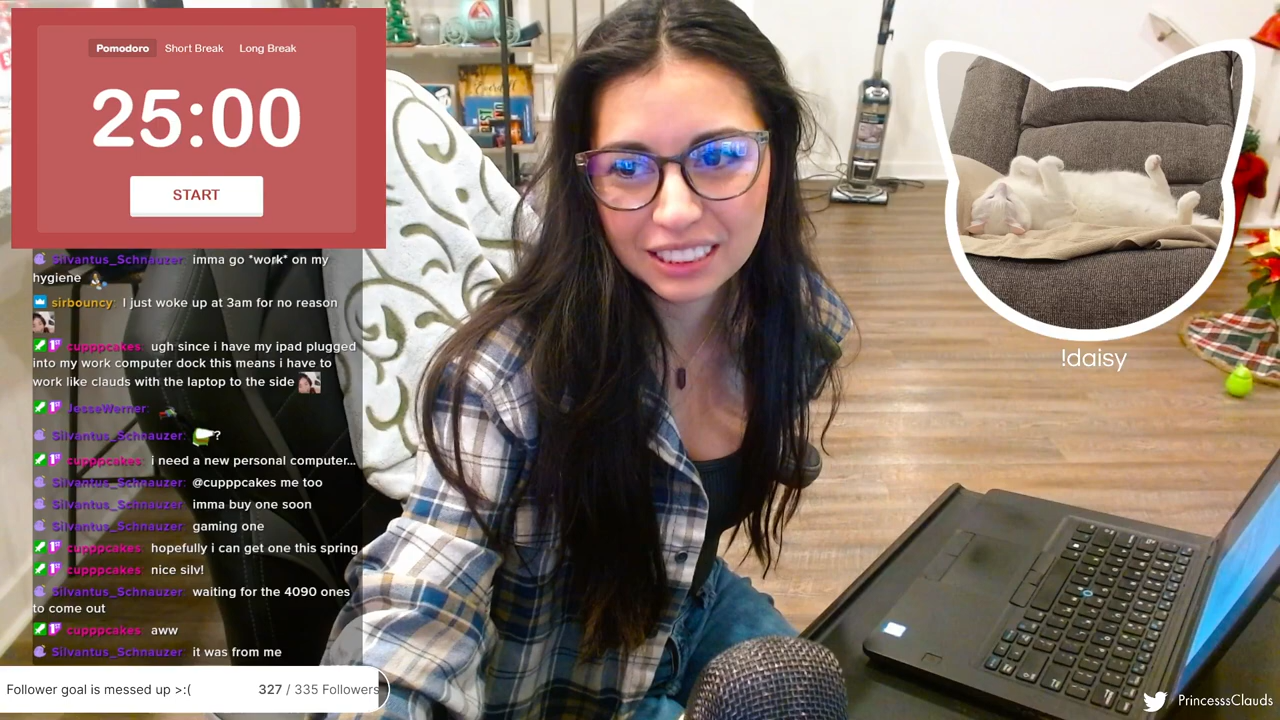 Pomodoro Short Break Long Break
25:00
START
Silvantus_Schnauzer: imma go *work* on my
hygiene
sirbouncy: I just woke up at 3am for no reason
cupppcakes: ugh since i have my ipad plugged
into my work computer dock this means i have to
work like clauds with the laptop to the side
JesseWerner:
Silvantus_Schnauzer: ?
cupppcakes: i need a new personal computer...
Silvantus_Schnauzer: @cupppcakes me too
Silvantus_Schnauzer: imma buy one soon
Silvantus_Schnauzer: gaming one
cupppcakes: hopefully i can get one this spring
cupppcakes: nice silv!
Silvantus_Schnauzer: waiting for the 4090 ones
to come out
cupppcakes: aww
Silvantus_Schnauzer: it was from me
Follower goal is messed up >:( 327 / 335 Followers
!daisy
PrincesssClauds